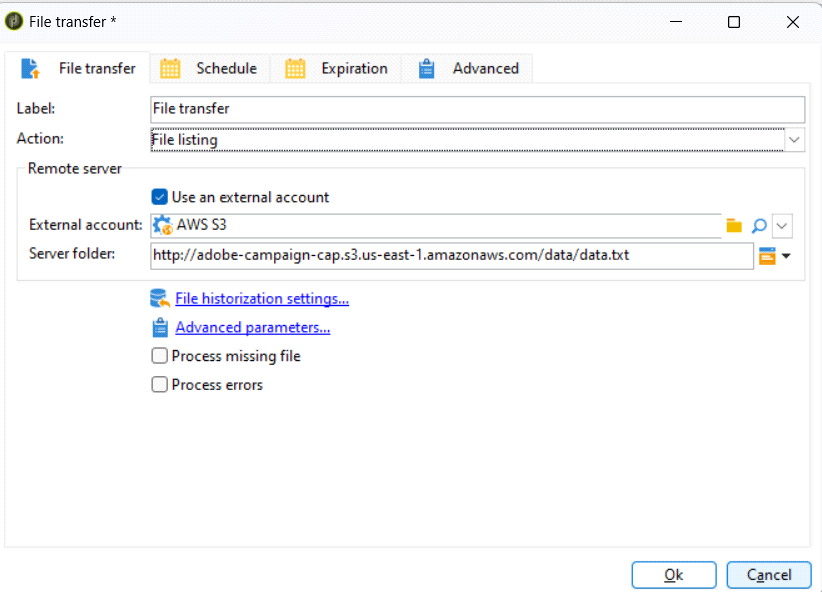 File transfer *
File transfer Schedule Expiration Advanced
Label: File transfer
Action: File listing
Remote server
Use an external account
External account: AWS S3
Server folder: http://adobe-campaign-cap.s3.us-east-1.amazonaws.com/data/data.txt
File historization settings...
Advanced parameters...
Process missing file
Process errors
Ok Cancel